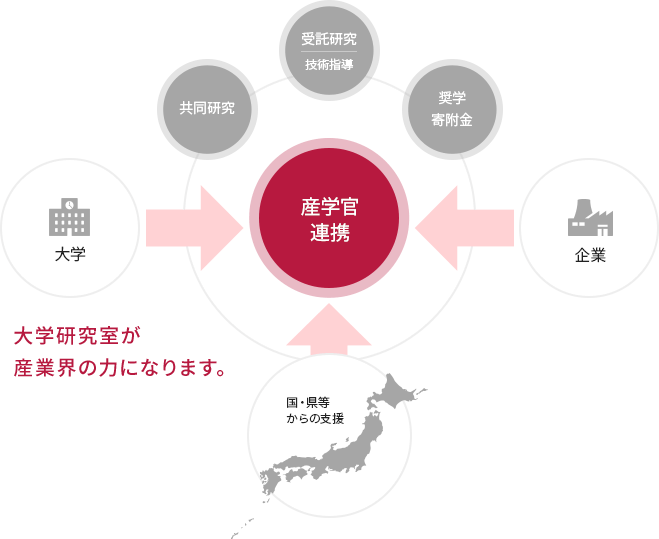 受託研究
技術指導
共同研究
奨学
寄附金
産学官
連携
大学
企業
大学研究室が
産業界の力になります。
国・県等
からの支援